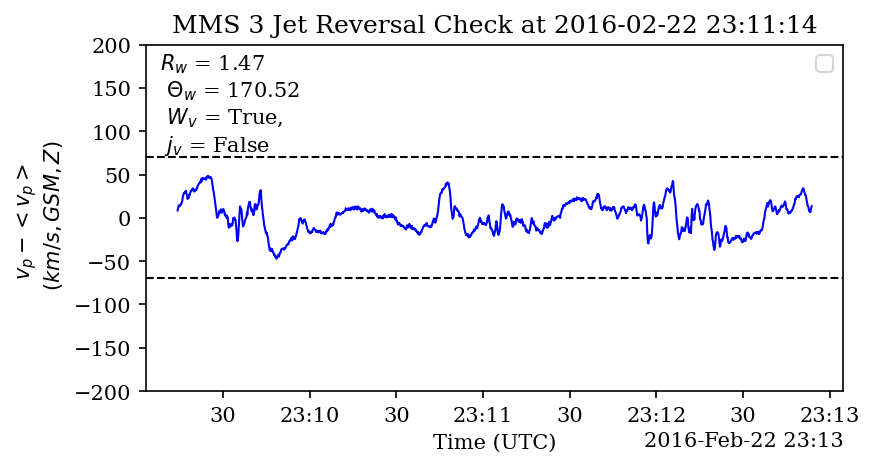 MMS 3 Jet Reversal Check at 2016-02-22 23:11:14
R_w = 1.47
Θ_w = 170.52
W_v = True,
j_v = False
v_p − < v_p >
(km/s, GSM, Z)
200
150
100
50
0
−50
−100
−150
−200
30
23:10
30
23:11
30
23:12
30
23:13
Time (UTC)
2016-Feb-22 23:13